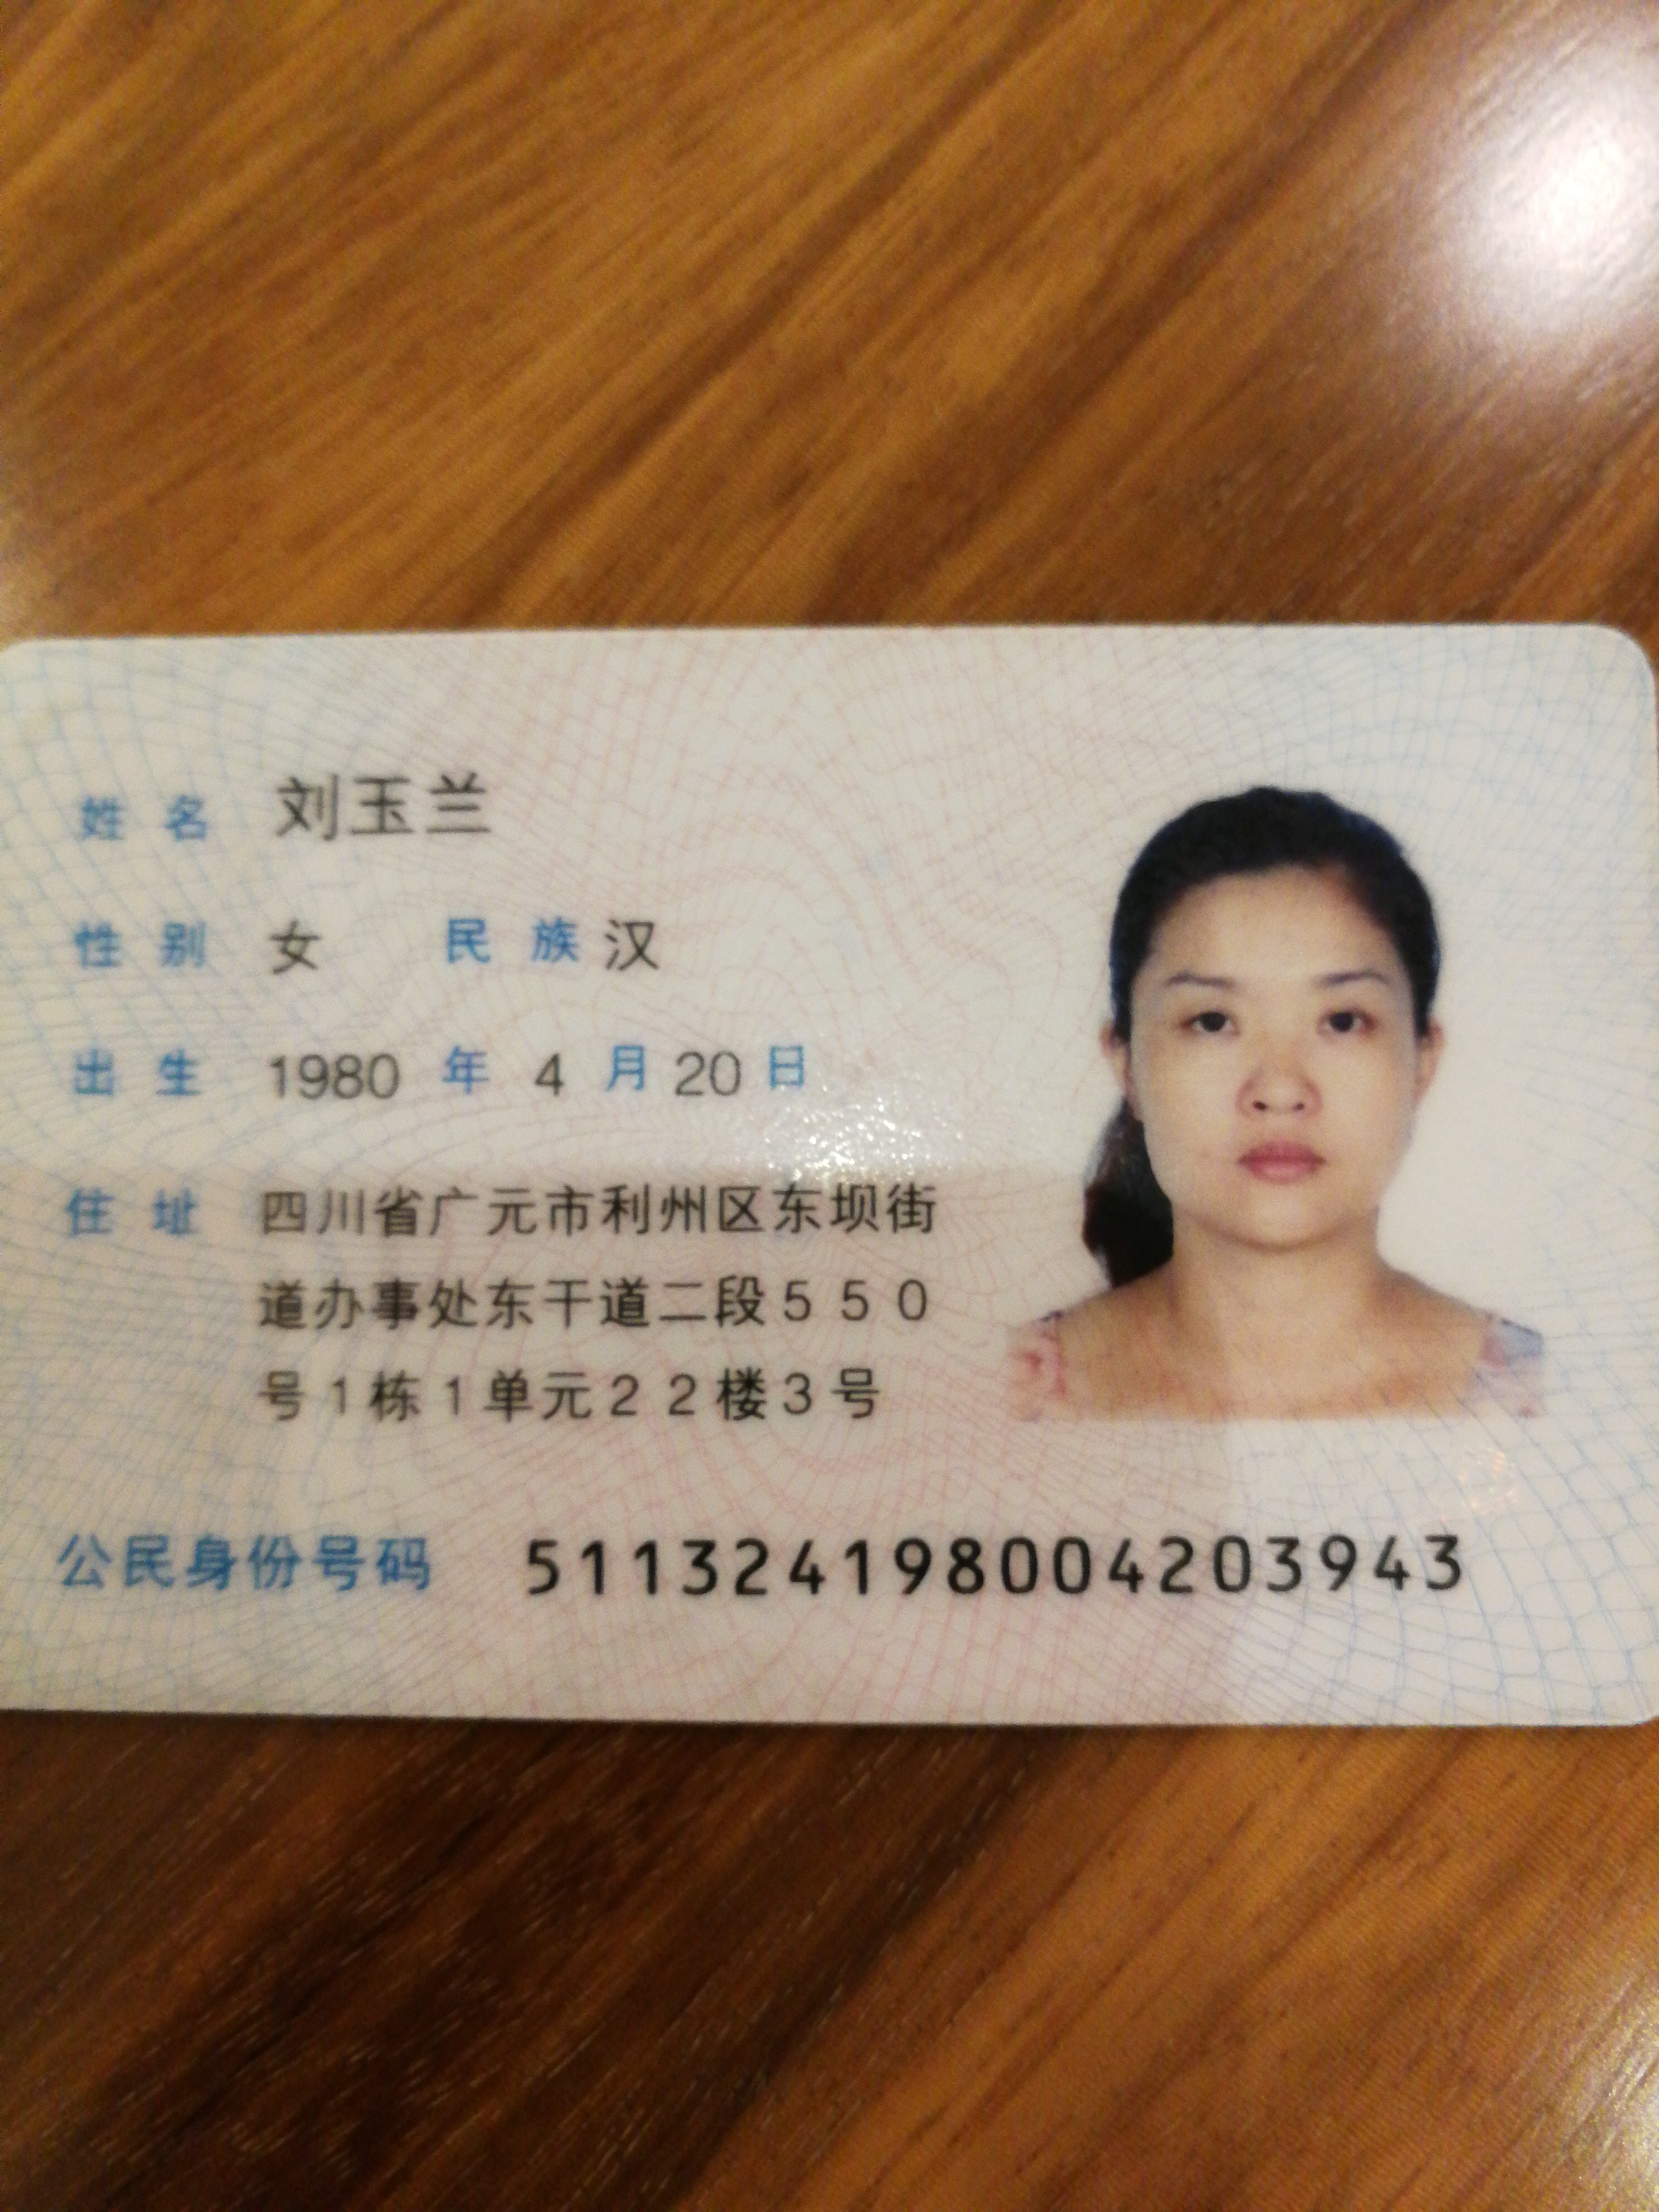 姓名 刘玉兰
性别 女 民族 汉
出生 1980 年 4 月 20 日
住址 四川省广元市利州区东坝街
道办事处东干道二段550
号1栋1单元22楼3号
公民身份号码 511324198004203943